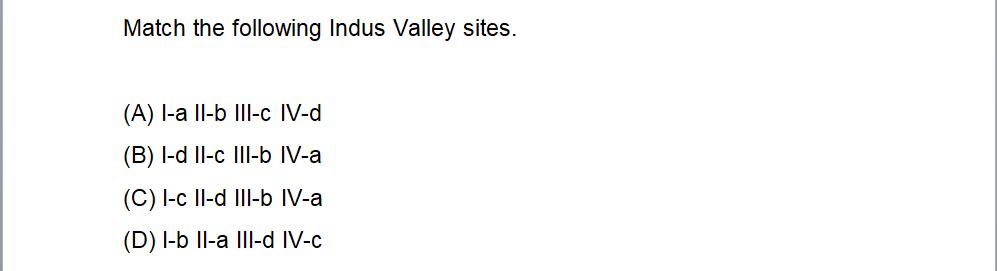 Match the following Indus Valley sites.
(A) I-a II-b III-c IV-d
(B) I-d II-c III-b IV-a
(C) I-c II-d III-b IV-a
(D) I-b II-a III-d IV-c